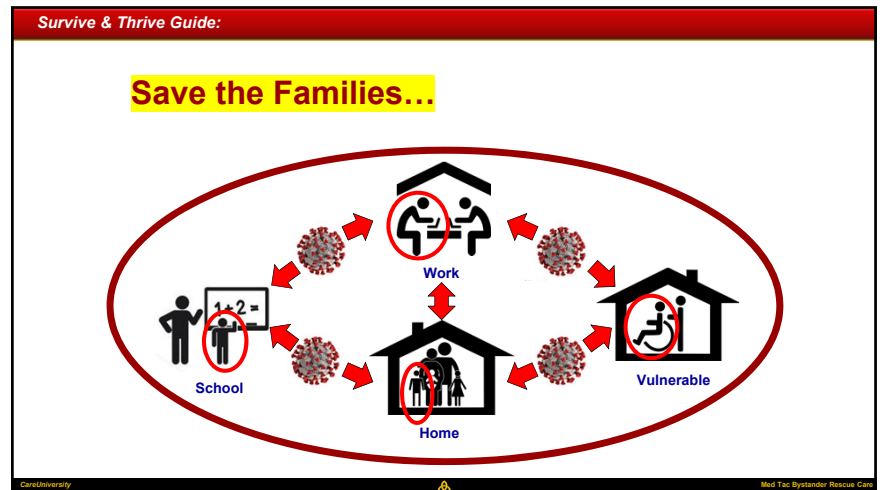 Survive & Thrive Guide:
Save the Families…
Work
1+2=
School
Vulnerable
Home
CareUniversity
Med Tac Bystander Rescue Care